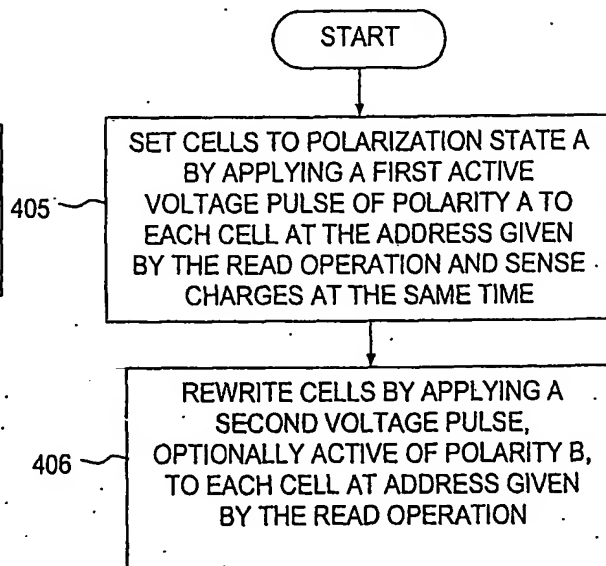 START
SET CELLS TO POLARIZATION STATE A
BY APPLYING A FIRST ACTIVE
VOLTAGE PULSE OF POLARITY A TO
EACH CELL AT THE ADDRESS GIVEN
BY THE READ OPERATION AND SENSE
CHARGES AT THE SAME TIME
405
REWRITE CELLS BY APPLYING A
SECOND VOLTAGE PULSE,
OPTIONALLY ACTIVE OF POLARITY B,
TO EACH CELL AT ADDRESS GIVEN
BY THE READ OPERATION
406